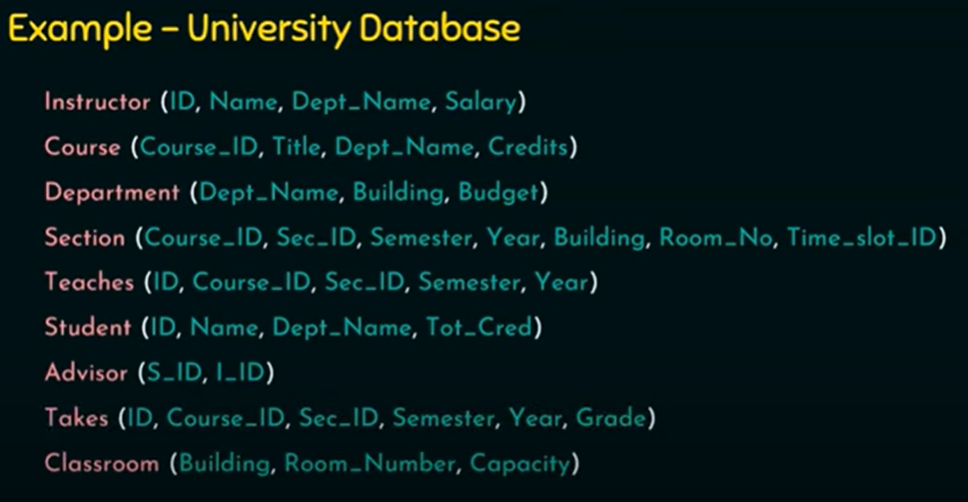 Example – University Database
Instructor (ID, Name, Dept_Name, Salary)
Course (Course_ID, Title, Dept_Name, Credits)
Department (Dept_Name, Building, Budget)
Section (Course_ID, Sec_ID, Semester, Year, Building, Room_No, Time_slot_ID)
Teaches (ID, Course_ID, Sec_ID, Semester, Year)
Student (ID, Name, Dept_Name, Tot_Cred)
Advisor (S_ID, I_ID)
Takes (ID, Course_ID, Sec_ID, Semester, Year, Grade)
Classroom (Building, Room_Number, Capacity)